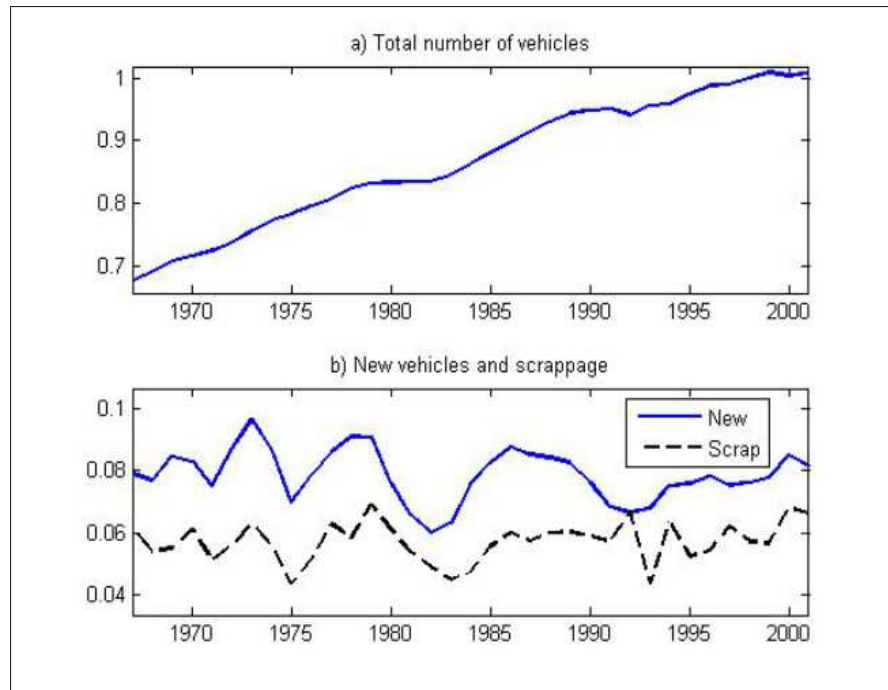 a) Total number of vehicles
1
0.9
0.8
0.7
1970 1975 1980 1985 1990 1995 2000
b) New vehicles and scrappage
0.1
0.08
0.06
0.04
New
Scrap
1970 1975 1980 1985 1990 1995 2000